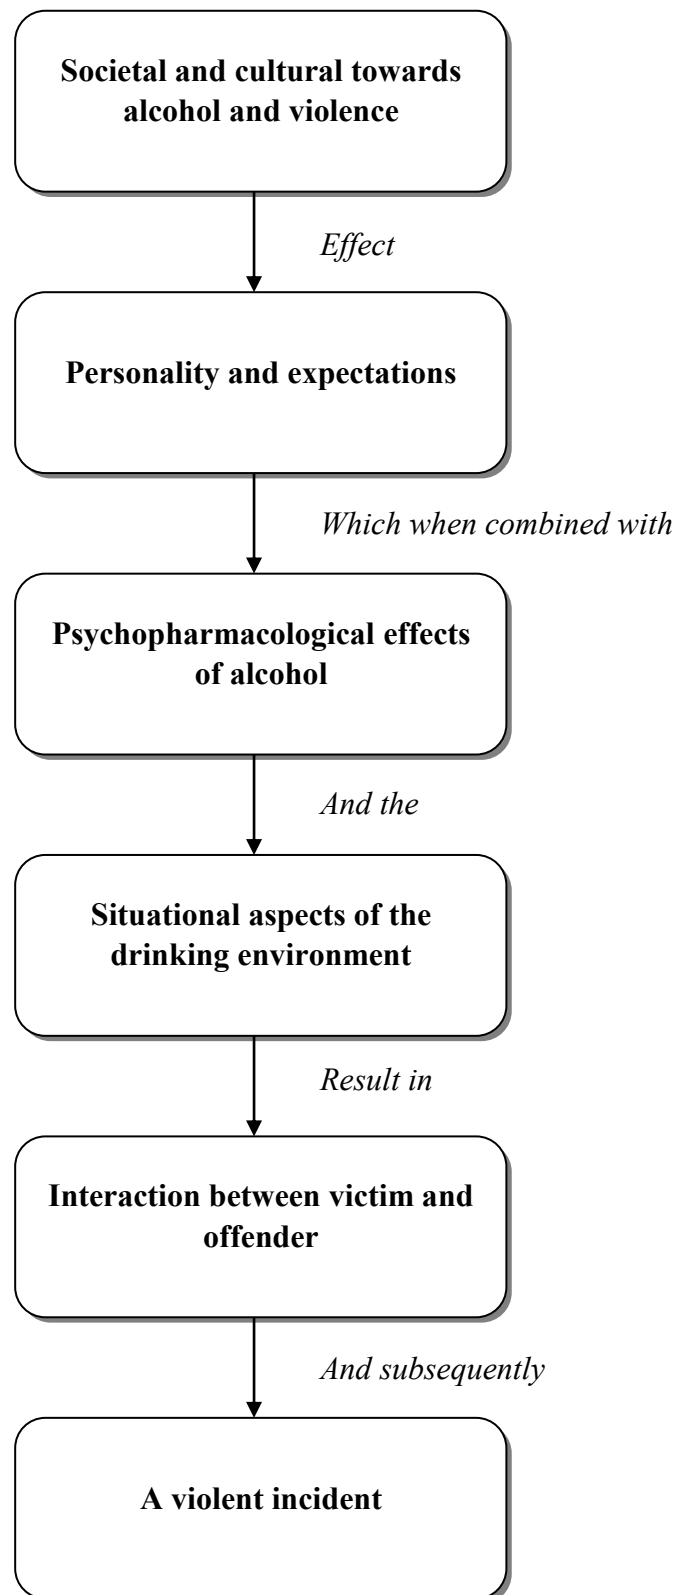 Societal and cultural towards
alcohol and violence
Effect
Personality and expectations
Which when combined with
Psychopharmacological effects
of alcohol
And the
Situational aspects of the
drinking environment
Result in
Interaction between victim and
offender
And subsequently
A violent incident